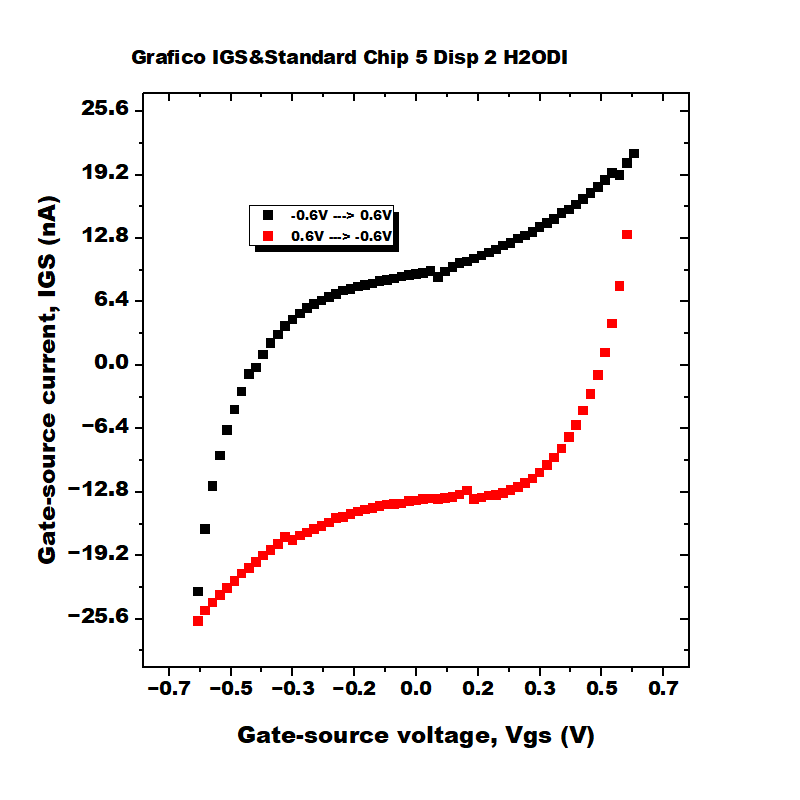 Grafico IGS&Standard Chip 5 Disp 2 H2ODI
25.6
19.2
12.8
6.4
0.0
−6.4
−12.8
−19.2
−25.6
Gate-source current, IGS (nA)
-0.6V ---> 0.6V
0.6V ---> -0.6V
−0.7 −0.5 −0.3 −0.2 0.0 0.2 0.3 0.5 0.7
Gate-source voltage, Vgs (V)